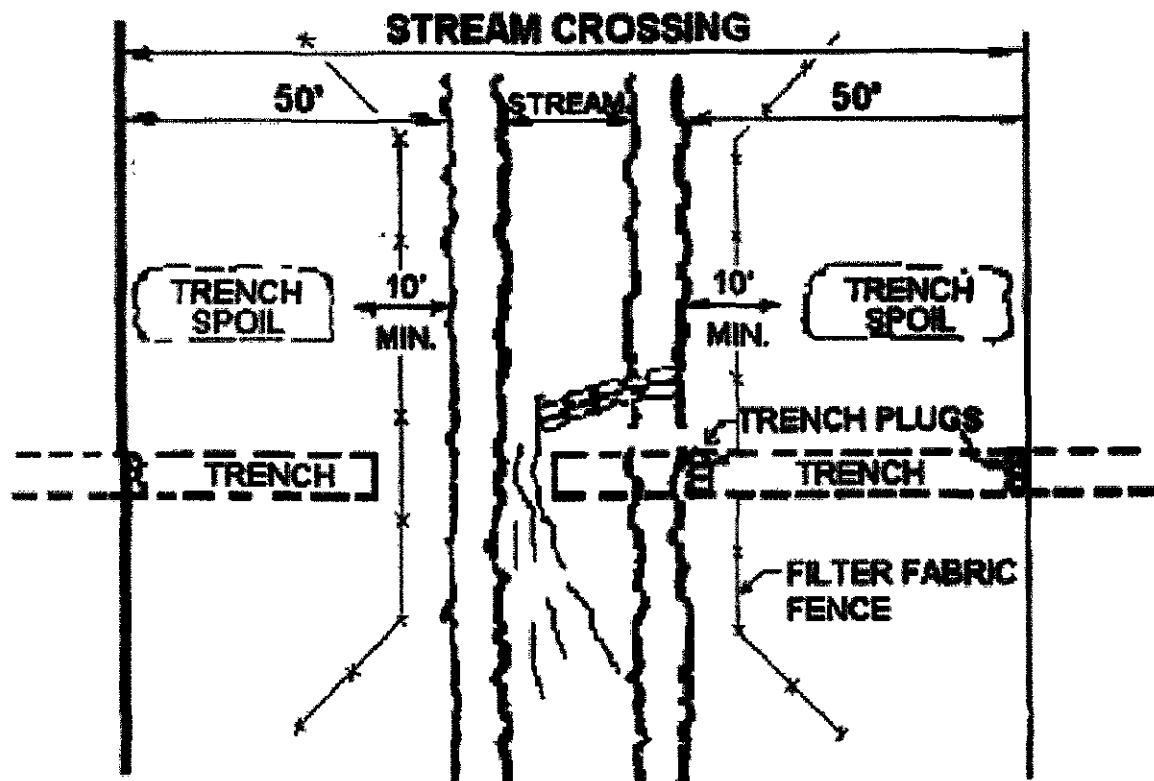 STREAM CROSSING
50'
STREAM
50'
TRENCH
SPOIL
10'
MIN.
10'
MIN.
TRENCH
SPOIL
TRENCH PLUGS
TRENCH
TRENCH
FILTER FABRIC
FENCE